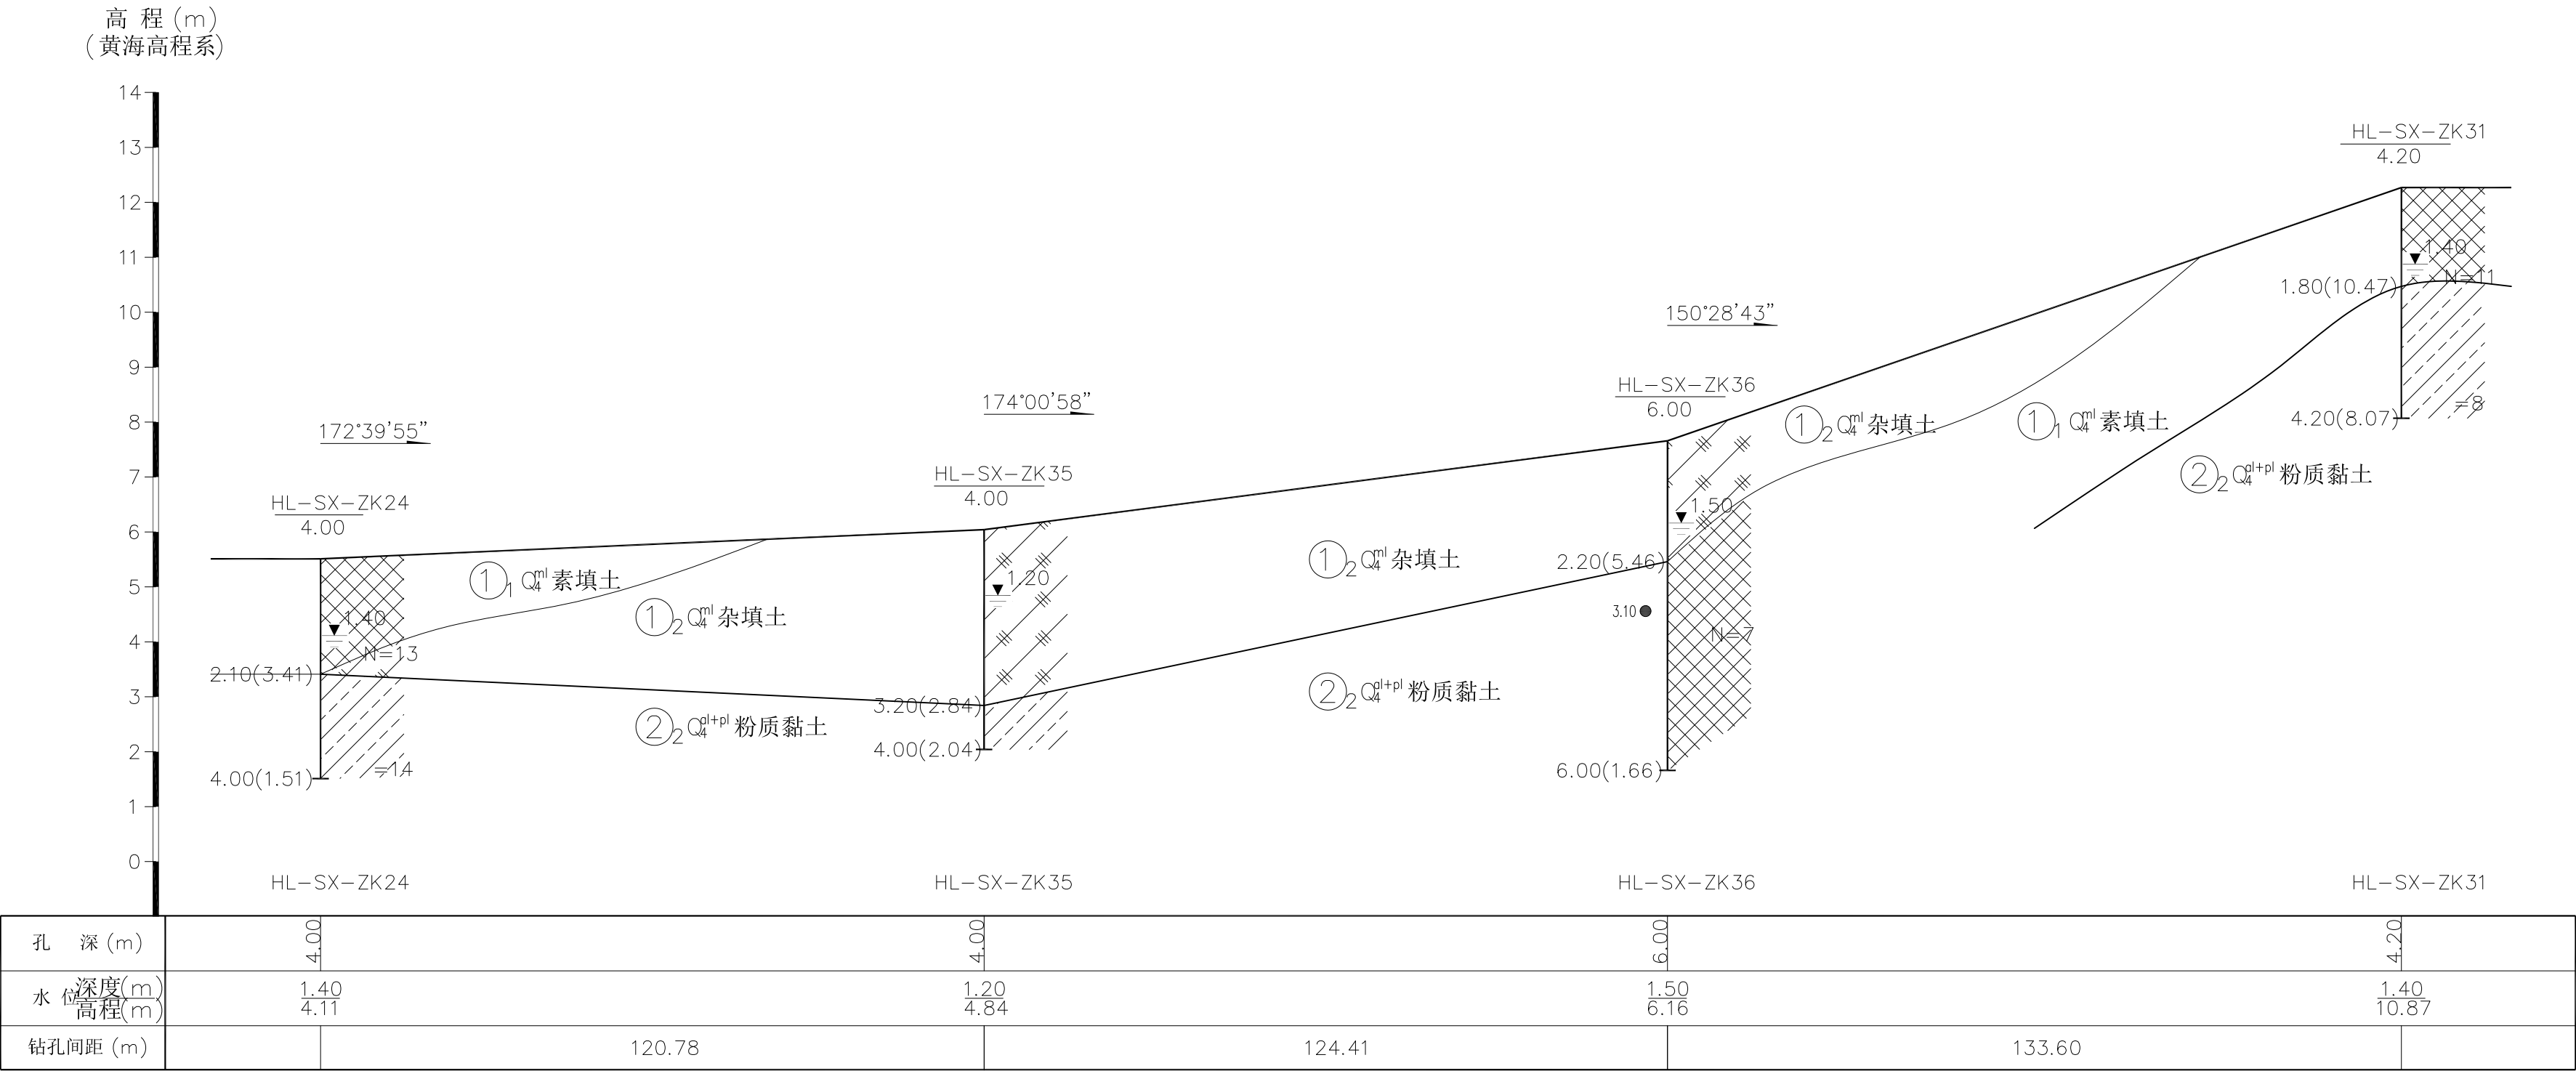 高 程 (m)
(黄海高程系)
14
13
HL-SX-ZK31
4.20
12
11
1.40
N=11
1.80(10.47)
10
150°28'43"
9
HL-SX-ZK36
6.00
174°00'58"
8
172°39'55"
①₂ Q₄ᵐˡ 杂填土
①₁ Q₄ᵐˡ 素填土
4.20(8.07)
=8
7
HL-SX-ZK35
4.00
②₂ Q₄ᵃˡ⁺ᵖˡ 粉质黏土
HL-SX-ZK24
4.00
1.50
6
①₁ Q₄ᵐˡ 素填土
1.20
①₂ Q₄ᵐˡ 杂填土
2.20(5.46)
5
1.40
①₂ Q₄ᵐˡ 杂填土
3.10
N=7
4
N=13
2.10(3.41)
3
3.20(2.84)
②₂ Q₄ᵃˡ⁺ᵖˡ 粉质黏土
②₂ Q₄ᵃˡ⁺ᵖˡ 粉质黏土
2
4.00(2.04)
4.00(1.51)
=14
6.00(1.66)
1
0
HL-SX-ZK24 HL-SX-ZK35 HL-SX-ZK36 HL-SX-ZK31
孔 深 (m) 4.00 4.00 6.00 4.20
水 位 深度(m) 1.40 1.20 1.50 1.40
高程(m) 4.11 4.84 6.16 10.87
钻孔间距 (m) 120.78 124.41 133.60